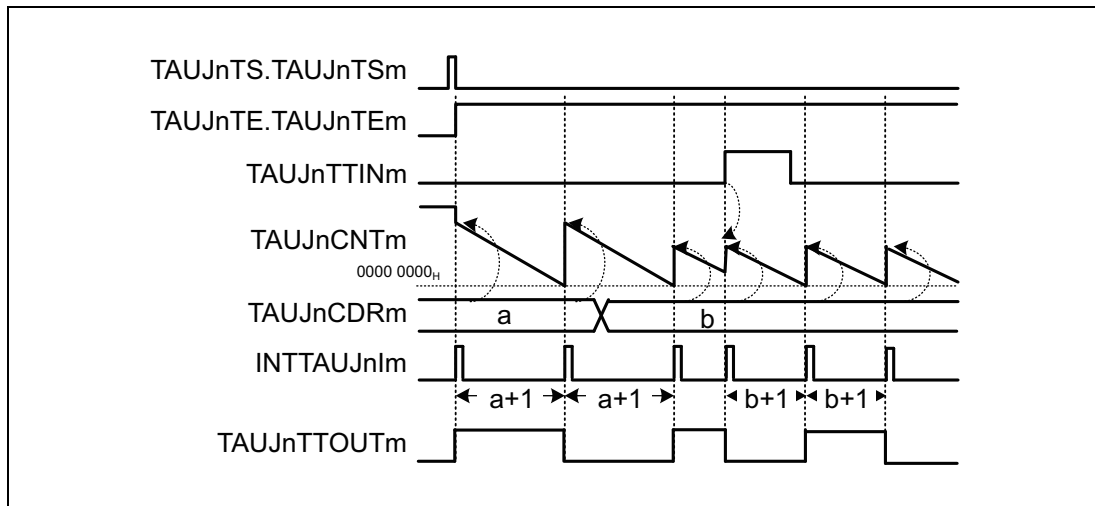 TAUJnTS.TAUJnTSm
TAUJnTE.TAUJnTEm
TAUJnTTINm
TAUJnCNTm
0000 0000H
TAUJnCDRm
a
b
INTTAUJnIm
a+1
a+1
b+1
b+1
TAUJnTTOUTm